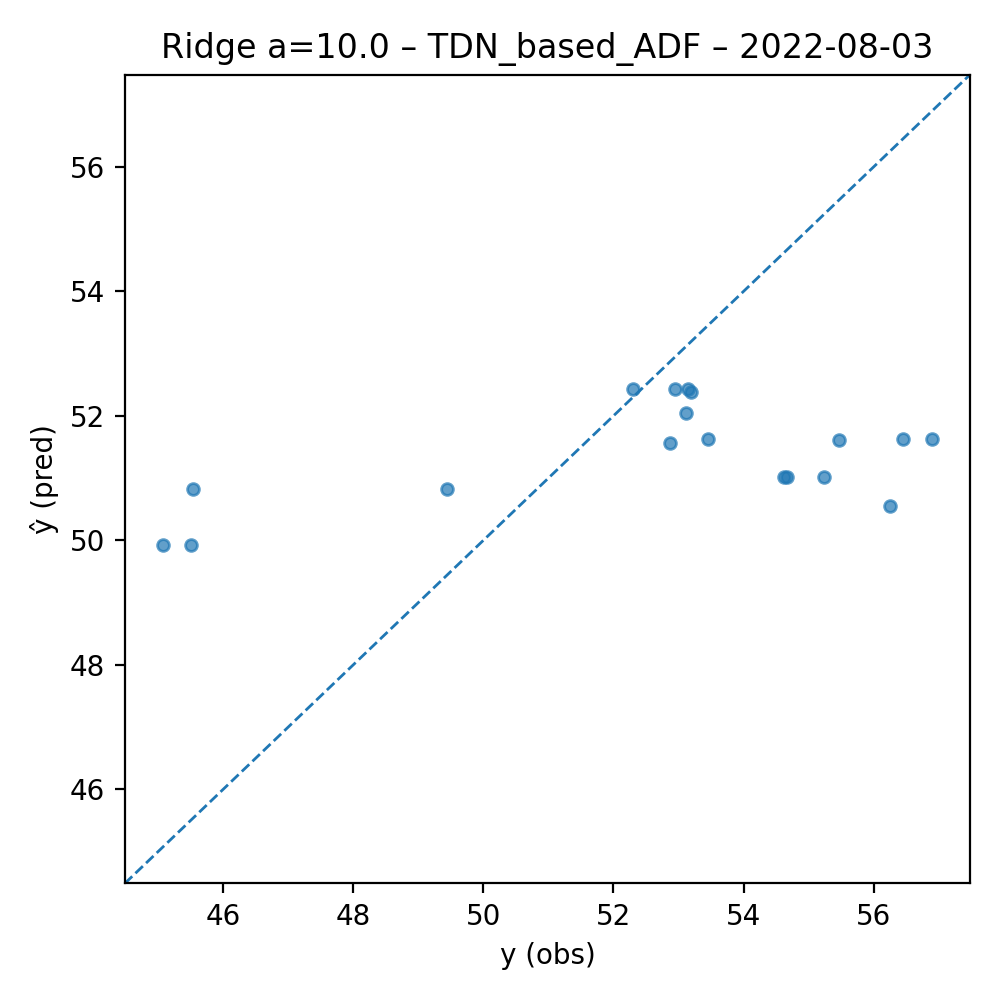 Ridge a=10.0 – TDN_based_ADF – 2022-08-03
ŷ (pred)
56
54
52
50
48
46
46 48 50 52 54 56
y (obs)